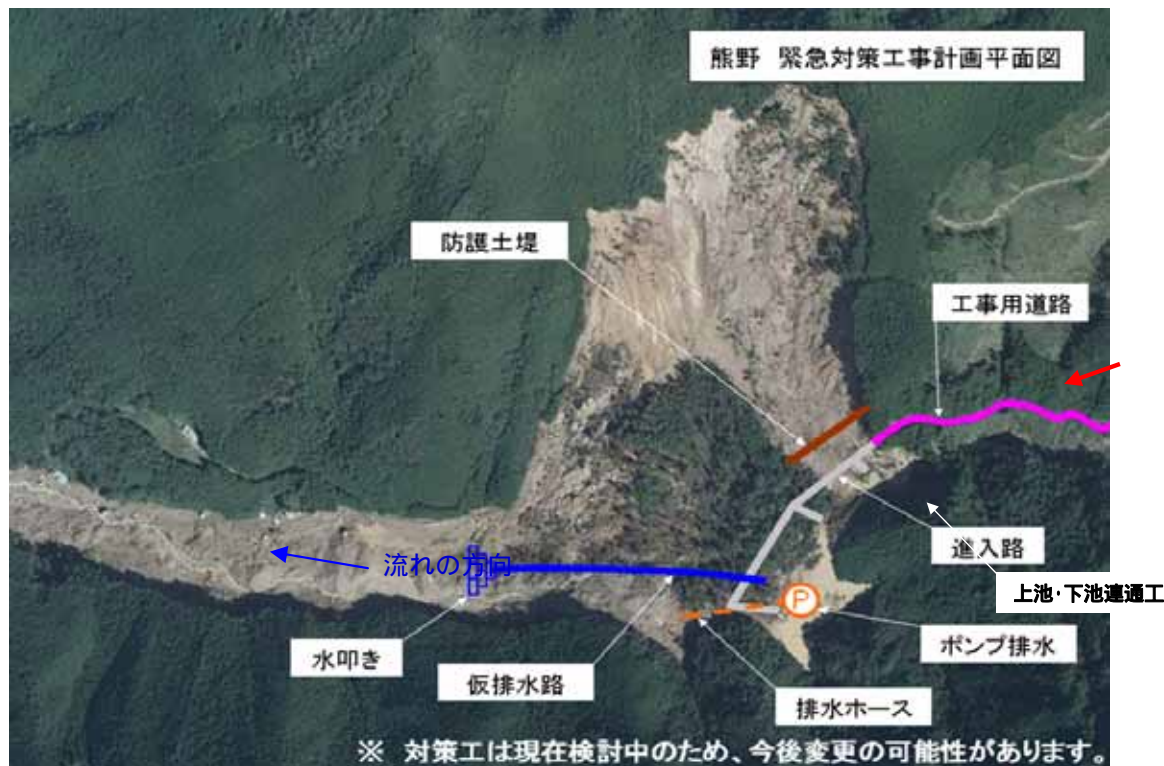 熊野 緊急対策工事計画平面図
防護土堤
工事用道路
進入路
上池・下池連通工
流れの方向
P
ポンプ排水
水叩き
仮排水路
排水ホース
※ 対策工は現在検討中のため、今後変更の可能性があります。